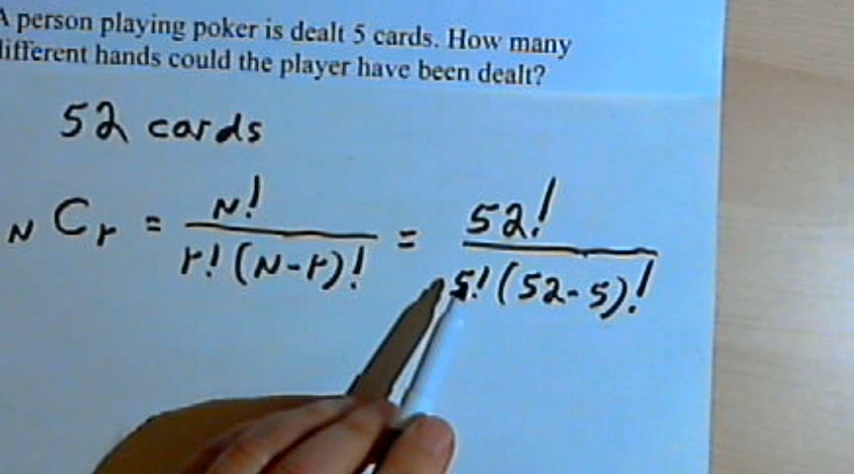 A person playing poker is dealt 5 cards. How many
different hands could the player have been dealt?
52 cards
N C r = N! / r!(N-r)! = 52! / 5!(52-5)!